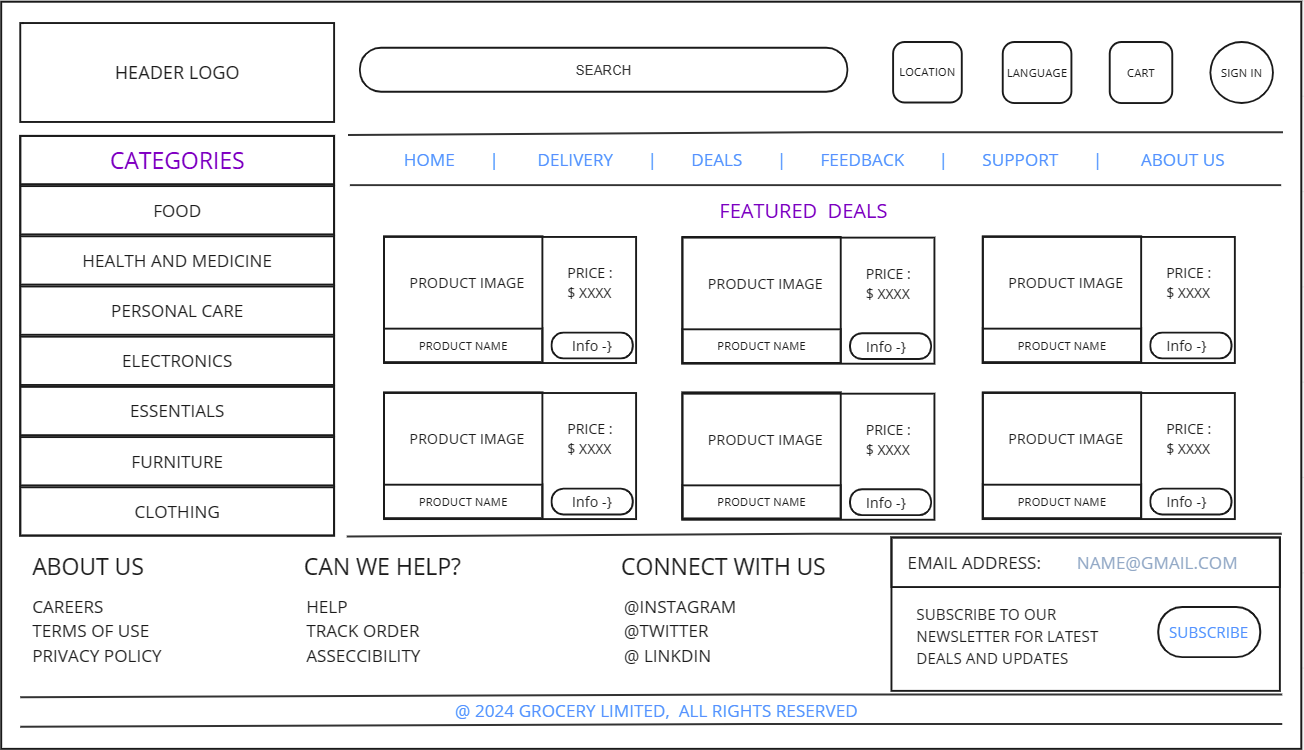 HEADER LOGO
SEARCH
LOCATION
LANGUAGE
CART
SIGN IN
CATEGORIES
FOOD
HEALTH AND MEDICINE
PERSONAL CARE
ELECTRONICS
ESSENTIALS
FURNITURE
CLOTHING
HOME | DELIVERY | DEALS | FEEDBACK | SUPPORT | ABOUT US
FEATURED DEALS
PRODUCT IMAGE
PRICE :
$ XXXX
PRODUCT NAME
Info -}
PRODUCT IMAGE
PRICE :
$ XXXX
PRODUCT NAME
Info -}
PRODUCT IMAGE
PRICE :
$ XXXX
PRODUCT NAME
Info -}
PRODUCT IMAGE
PRICE :
$ XXXX
PRODUCT NAME
Info -}
PRODUCT IMAGE
PRICE :
$ XXXX
PRODUCT NAME
Info -}
PRODUCT IMAGE
PRICE :
$ XXXX
PRODUCT NAME
Info -}
ABOUT US
CAREERS
TERMS OF USE
PRIVACY POLICY
CAN WE HELP?
HELP
TRACK ORDER
ASSECCIBILITY
CONNECT WITH US
@INSTAGRAM
@TWITTER
@ LINKDIN
EMAIL ADDRESS: NAME@GMAIL.COM
SUBSCRIBE TO OUR
NEWSLETTER FOR LATEST
DEALS AND UPDATES
SUBSCRIBE
@ 2024 GROCERY LIMITED, ALL RIGHTS RESERVED